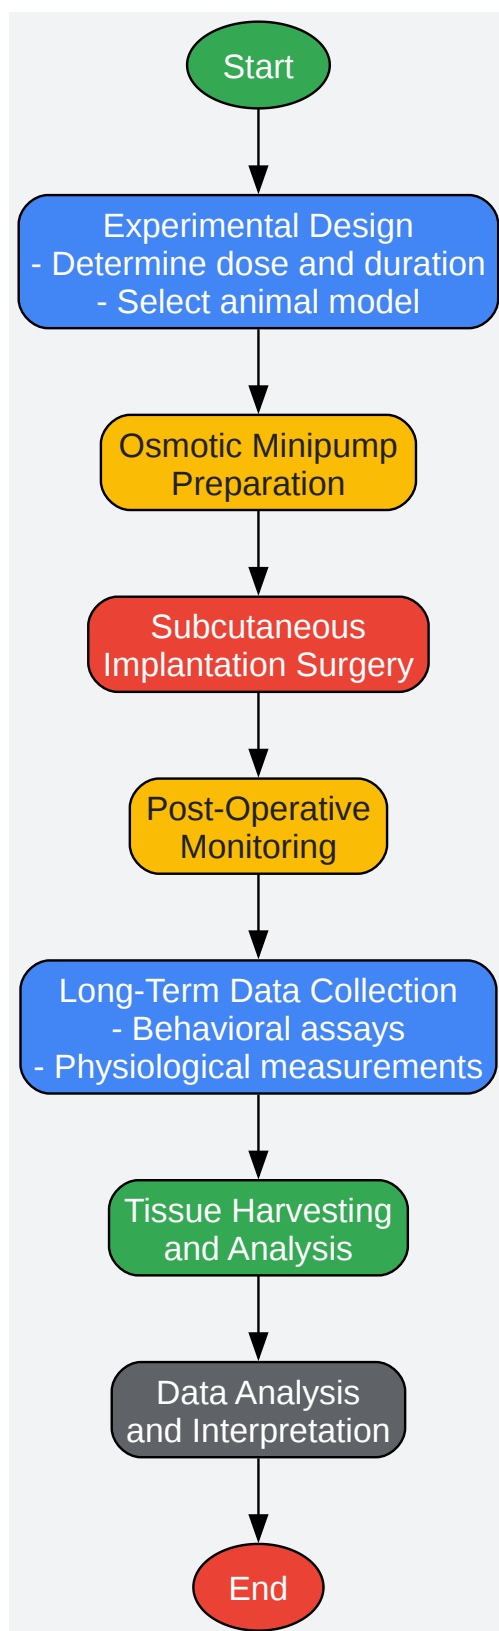 Start
Experimental Design
- Determine dose and duration
- Select animal model
Osmotic Minipump
Preparation
Subcutaneous
Implantation Surgery
Post-Operative
Monitoring
Long-Term Data Collection
- Behavioral assays
- Physiological measurements
Tissue Harvesting
and Analysis
Data Analysis
and Interpretation
End